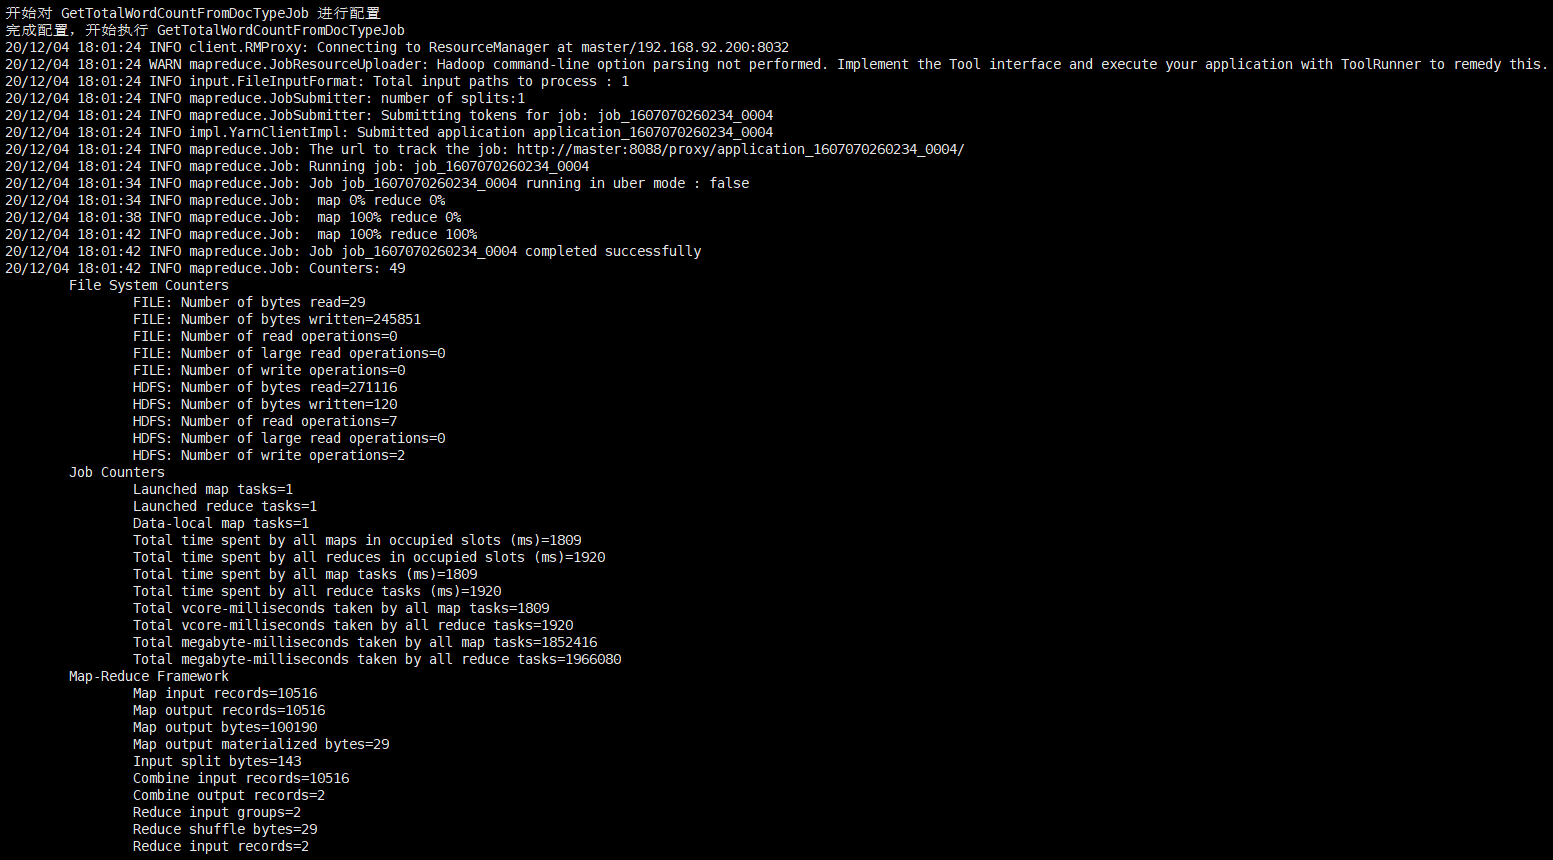 开始对 GetTotalWordCountFromDocTypeJob 进行配置
完成配置，开始执行 GetTotalWordCountFromDocTypeJob
20/12/04 18:01:24 INFO client.RMProxy: Connecting to ResourceManager at master/192.168.92.200:8032
20/12/04 18:01:24 WARN mapreduce.JobResourceUploader: Hadoop command-line option parsing not performed. Implement the Tool interface and execute your application with ToolRunner to remedy this.
20/12/04 18:01:24 INFO input.FileInputFormat: Total input paths to process : 1
20/12/04 18:01:24 INFO mapreduce.JobSubmitter: number of splits:1
20/12/04 18:01:24 INFO mapreduce.JobSubmitter: Submitting tokens for job: job_1607070260234_0004
20/12/04 18:01:24 INFO impl.YarnClientImpl: Submitted application application_1607070260234_0004
20/12/04 18:01:24 INFO mapreduce.Job: The url to track the job: http://master:8088/proxy/application_1607070260234_0004/
20/12/04 18:01:24 INFO mapreduce.Job: Running job: job_1607070260234_0004
20/12/04 18:01:34 INFO mapreduce.Job: Job job_1607070260234_0004 running in uber mode : false
20/12/04 18:01:34 INFO mapreduce.Job:  map 0% reduce 0%
20/12/04 18:01:38 INFO mapreduce.Job:  map 100% reduce 0%
20/12/04 18:01:42 INFO mapreduce.Job:  map 100% reduce 100%
20/12/04 18:01:42 INFO mapreduce.Job: Job job_1607070260234_0004 completed successfully
20/12/04 18:01:42 INFO mapreduce.Job: Counters: 49
File System Counters
FILE: Number of bytes read=29
FILE: Number of bytes written=245851
FILE: Number of read operations=0
FILE: Number of large read operations=0
FILE: Number of write operations=0
HDFS: Number of bytes read=271116
HDFS: Number of bytes written=120
HDFS: Number of read operations=7
HDFS: Number of large read operations=0
HDFS: Number of write operations=2
Job Counters
Launched map tasks=1
Launched reduce tasks=1
Data-local map tasks=1
Total time spent by all maps in occupied slots (ms)=1809
Total time spent by all reduces in occupied slots (ms)=1920
Total time spent by all map tasks (ms)=1809
Total time spent by all reduce tasks (ms)=1920
Total vcore-milliseconds taken by all map tasks=1809
Total vcore-milliseconds taken by all reduce tasks=1920
Total megabyte-milliseconds taken by all map tasks=1852416
Total megabyte-milliseconds taken by all reduce tasks=1966080
Map-Reduce Framework
Map input records=10516
Map output records=10516
Map output bytes=100190
Map output materialized bytes=29
Input split bytes=143
Combine input records=10516
Combine output records=2
Reduce input groups=2
Reduce shuffle bytes=29
Reduce input records=2